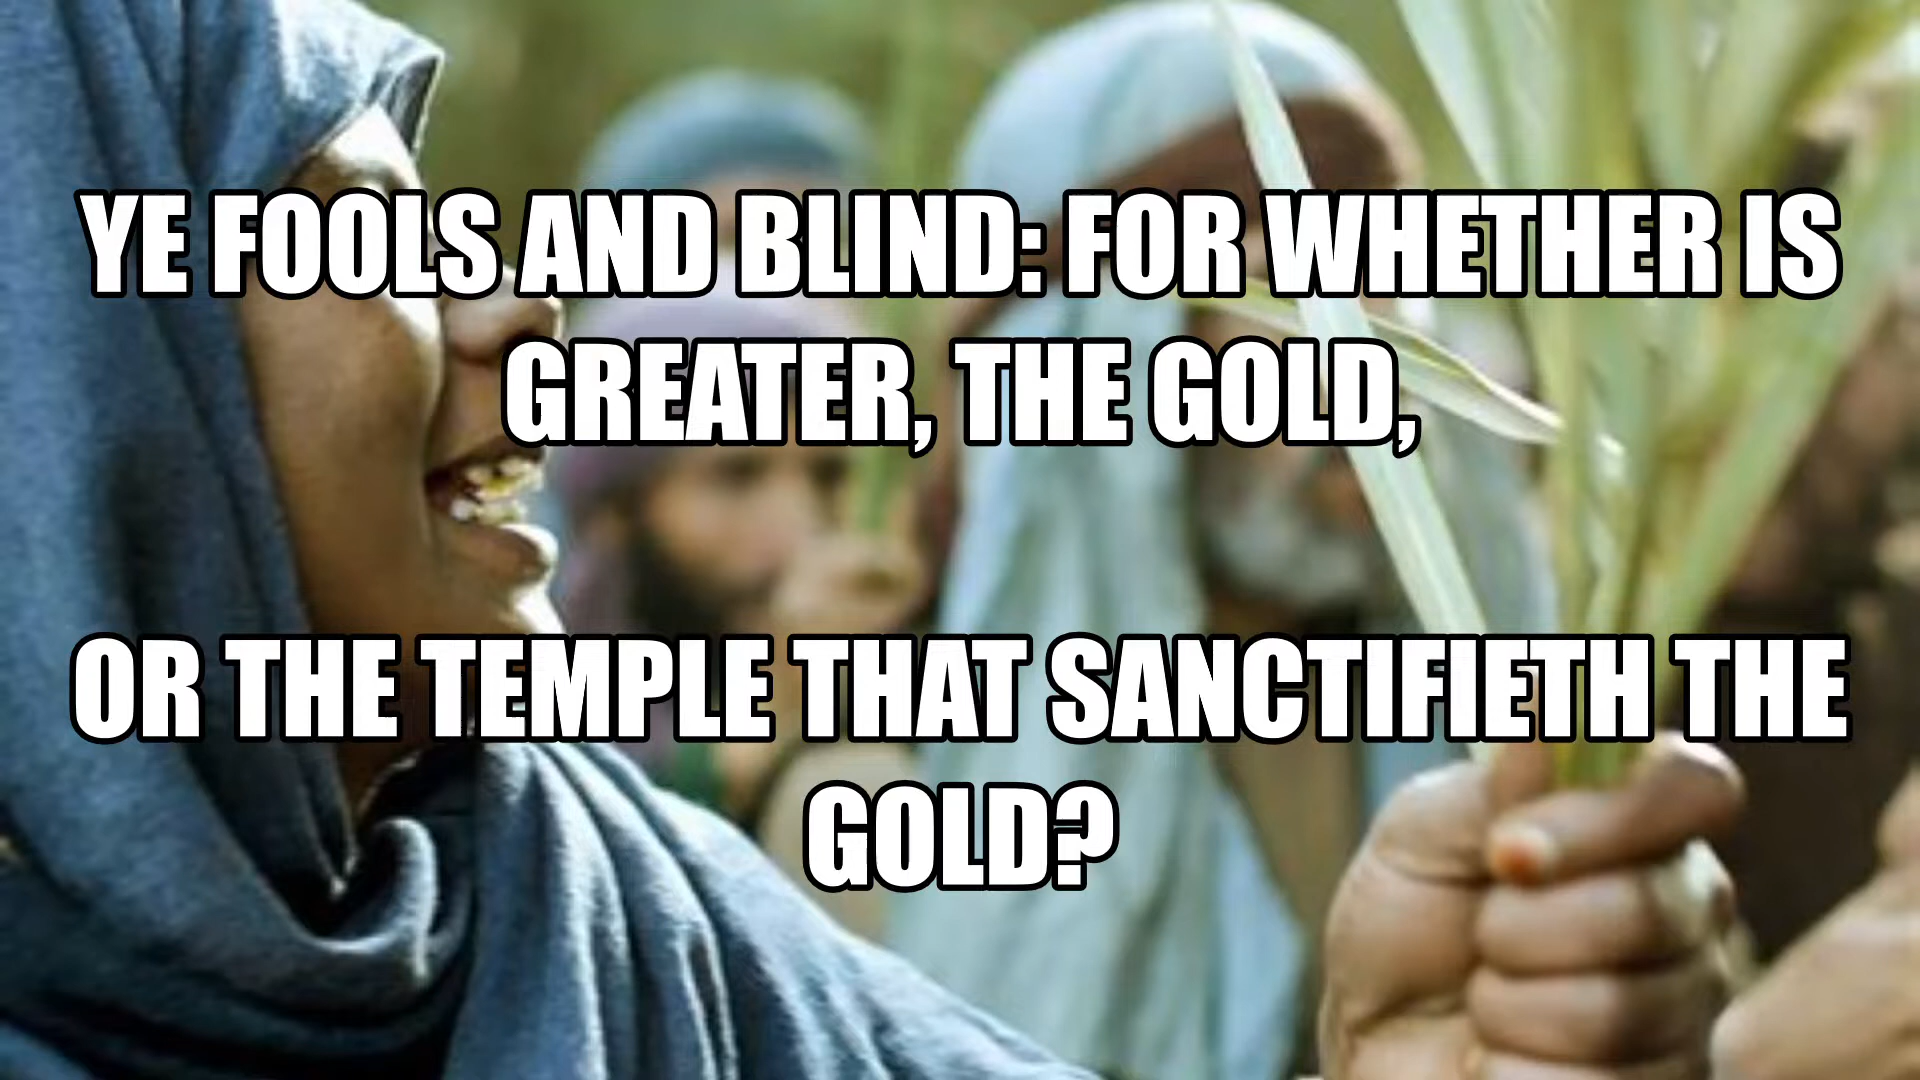 YE FOOLS AND BLIND: FOR WHETHER IS
GREATER, THE GOLD,
OR THE TEMPLE THAT SANCTIFIETH THE
GOLD?